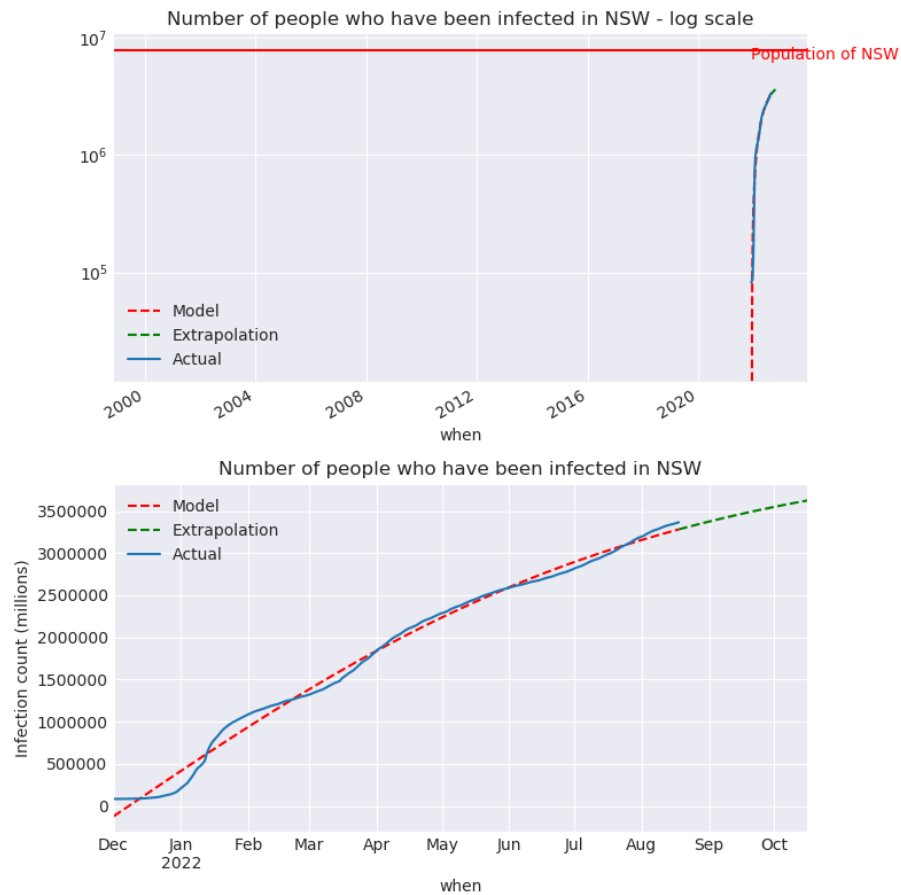 Number of people who have been infected in NSW - log scale
10^7
Population of NSW
10^6
10^5
Model
Extrapolation
Actual
2000 2004 2008 2012 2016 2020
when
Number of people who have been infected in NSW
Infection count (millions)
3500000
3000000
2500000
2000000
1500000
1000000
500000
0
Model
Extrapolation
Actual
Dec Jan Feb Mar Apr May Jun Jul Aug Sep Oct
2022
when